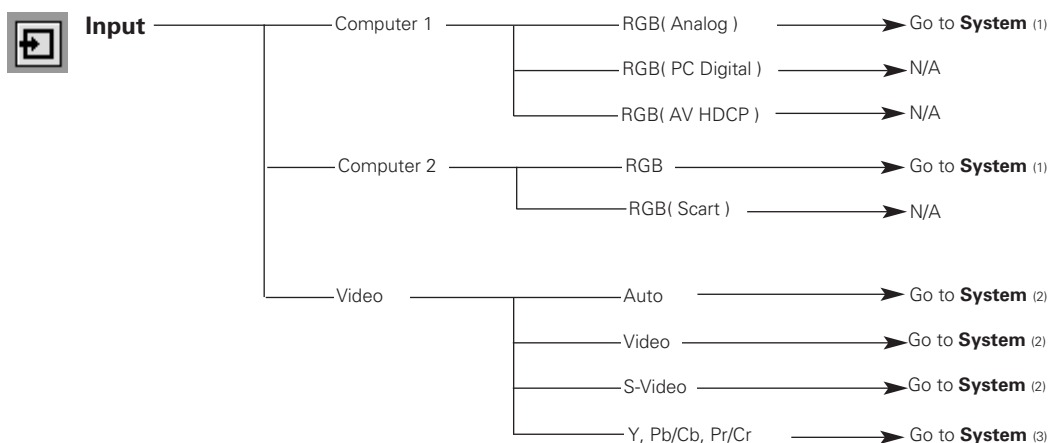 Input Computer 1 RGB( Analog ) Go to System (1)
RGB( PC Digital ) N/A
RGB( AV HDCP ) N/A
Computer 2 RGB Go to System (1)
RGB( Scart ) N/A
Video Auto Go to System (2)
Video Go to System (2)
S-Video Go to System (2)
Y, Pb/Cb, Pr/Cr Go to System (3)